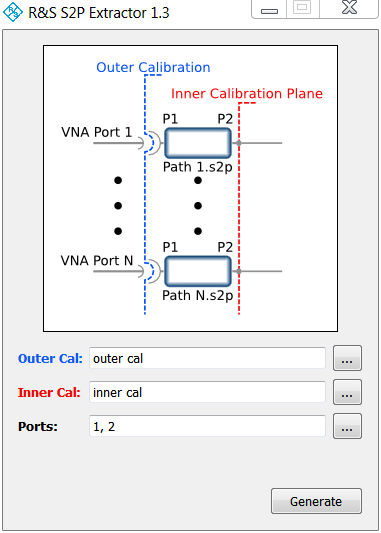 R&S S2P Extractor 1.3
Outer Calibration
Inner Calibration Plane
VNA Port 1
P1 P2
Path 1.s2p
P1 P2
VNA Port N
Path N.s2p
Outer Cal: outer cal ...
Inner Cal: inner cal ...
Ports: 1, 2 ...
Generate